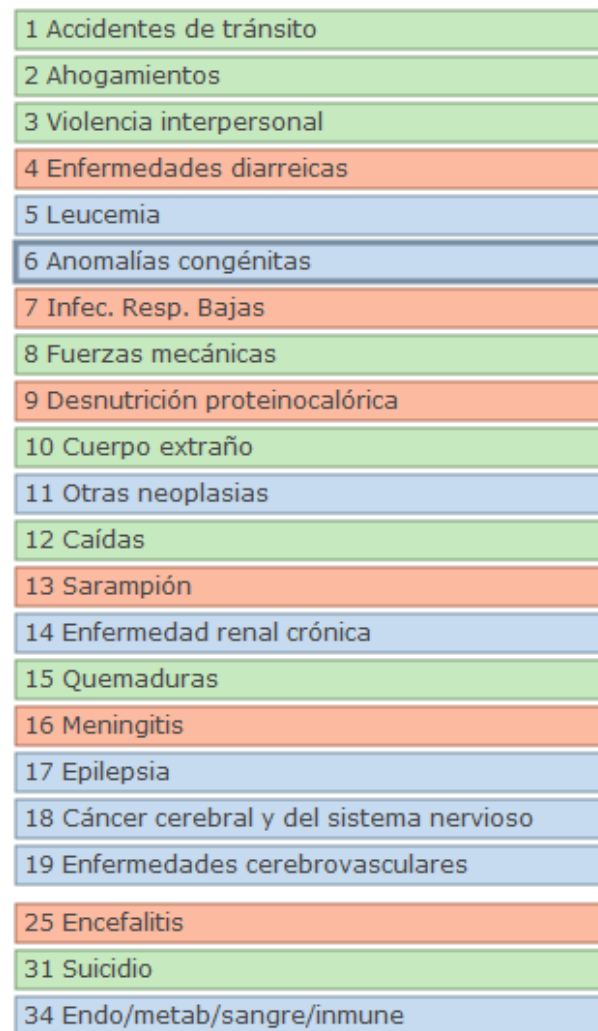 1 Accidentes de tránsito
2 Ahogamientos
3 Violencia interpersonal
4 Enfermedades diarreicas
5 Leucemia
6 Anomalías congénitas
7 Infec. Resp. Bajas
8 Fuerzas mecánicas
9 Desnutrición proteinocalórica
10 Cuerpo extraño
11 Otras neoplasias
12 Caídas
13 Sarampión
14 Enfermedad renal crónica
15 Quemaduras
16 Meningitis
17 Epilepsia
18 Cáncer cerebral y del sistema nervioso
19 Enfermedades cerebrovasculares
25 Encefalitis
31 Suicidio
34 Endo/metab/sangre/inmune